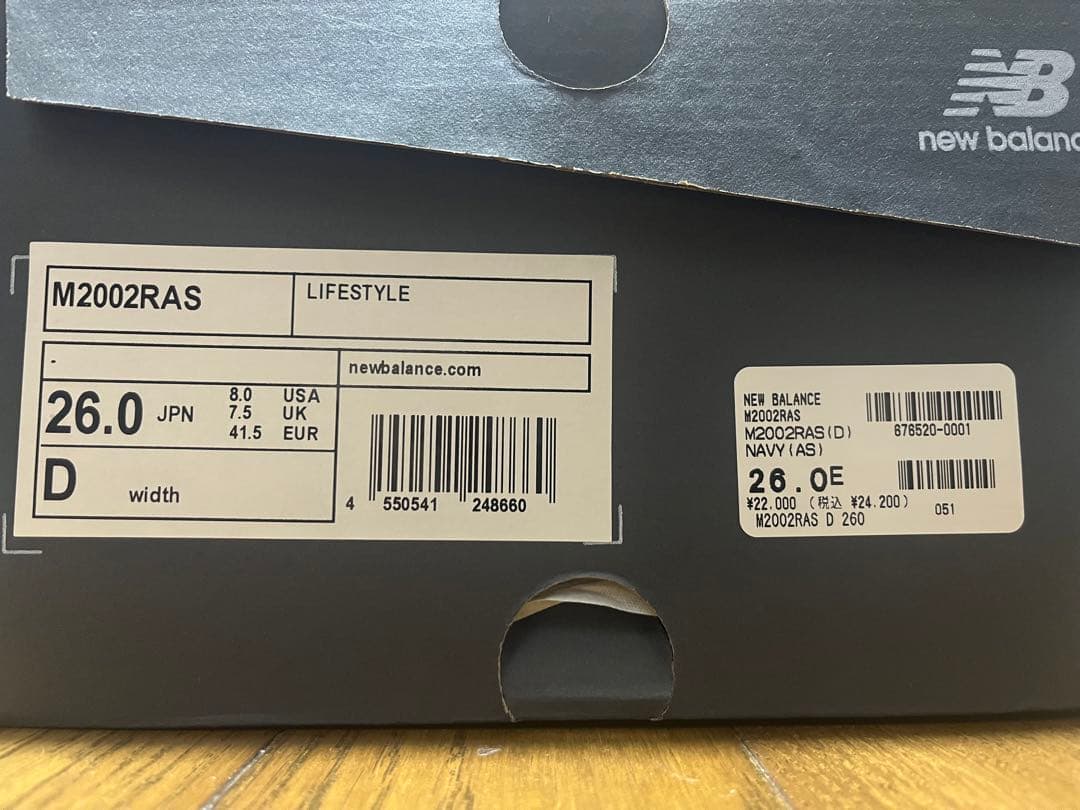 NB
new balanc
M2002RAS
LIFESTYLE
.
newbalance.com
26.0 JPN
8.0 USA
7.5 UK
41.5 EUR
D width
4 550541 248660
NEW BALANCE
M2002RAS
M2002RAS(D)
NAVY(AS)
676520-0001
26.0E
¥22.000 (税込 ¥24.200)
051
M2002RAS D 260